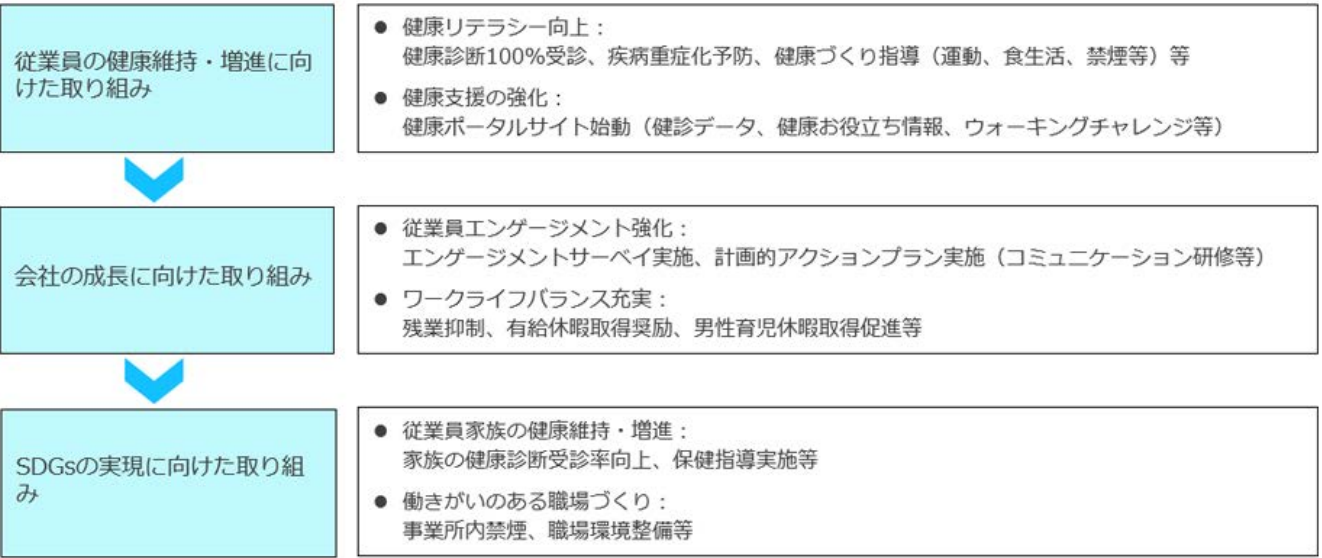 従業員の健康維持・増進に向
けた取り組み
● 健康リテラシー向上：
健康診断100%受診、疾病重症化予防、健康づくり指導（運動、食生活、禁煙等）等
● 健康支援の強化：
健康ポータルサイト始動（健診データ、健康お役立ち情報、ウォーキングチャレンジ等）
会社の成長に向けた取り組み
● 従業員エンゲージメント強化：
エンゲージメントサーベイ実施、計画的アクションプラン実施（コミュニケーション研修等）
● ワークライフバランス充実：
残業抑制、有給休暇取得奨励、男性育児休暇取得促進等
SDGsの実現に向けた取り組
み
● 従業員家族の健康維持・増進：
家族の健康診断受診率向上、保健指導実施等
● 働きがいのある職場づくり：
事業所内禁煙、職場環境整備等